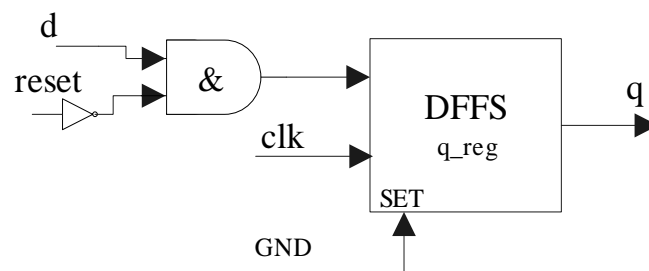 d
reset
&
clk
DFFS
q_reg
SET
q
GND